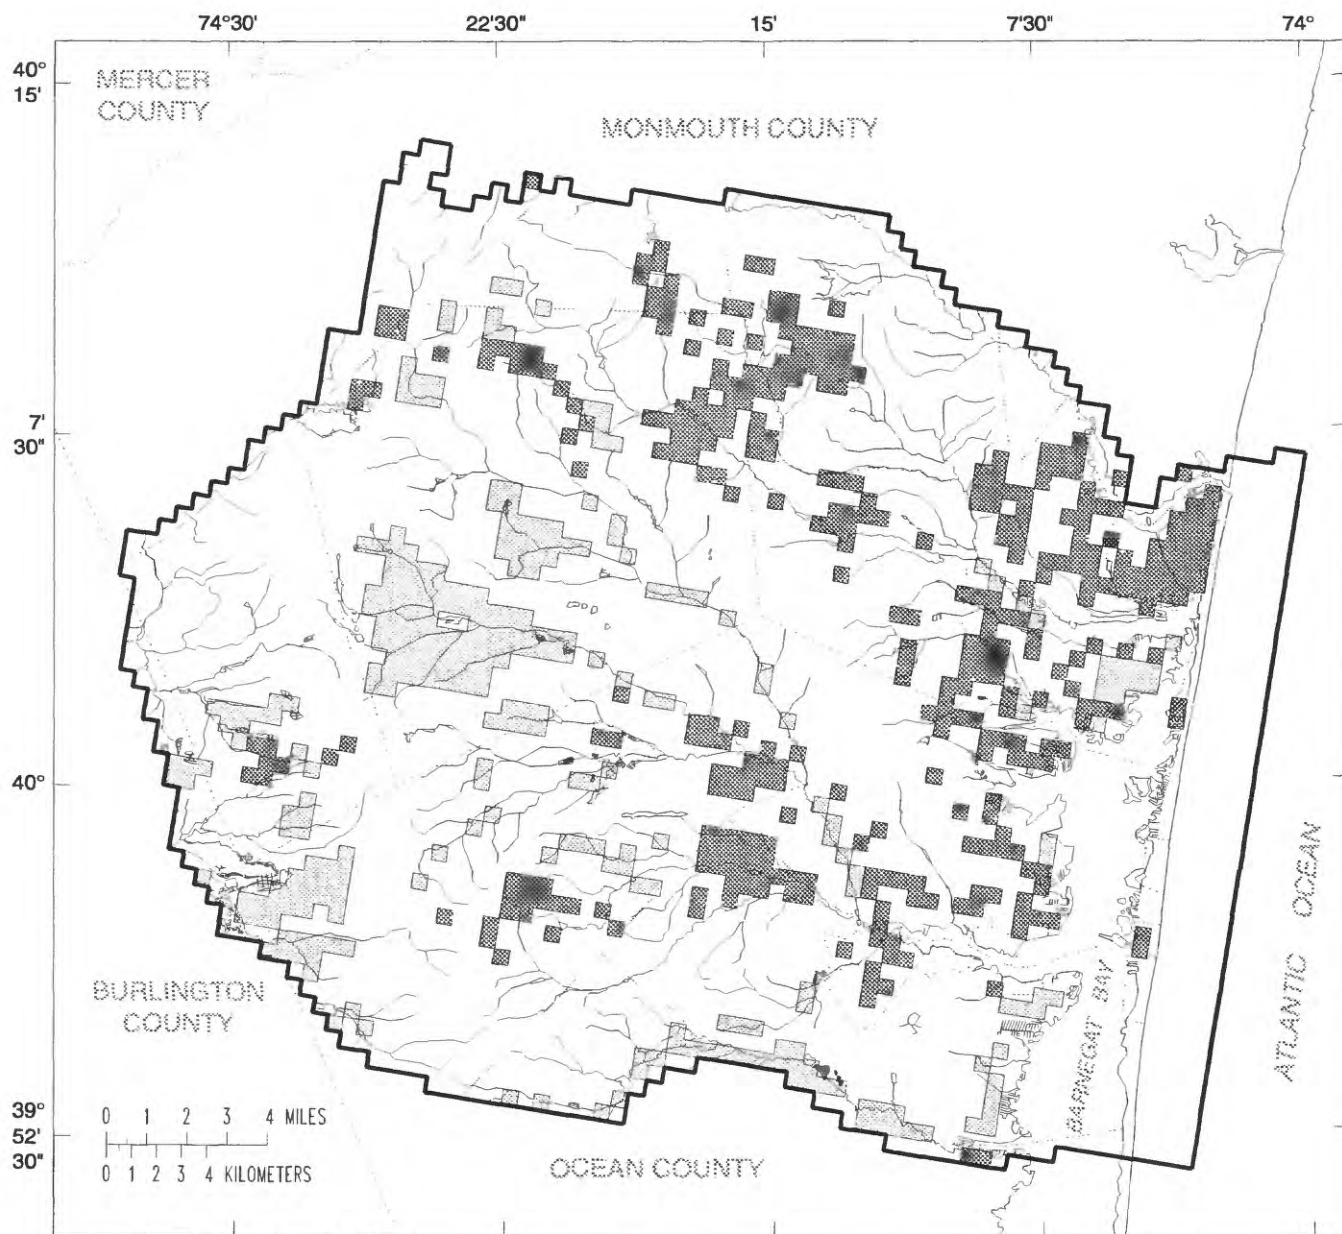 74°30'
22'30"
15'
7'30"
74°
40°
15'
MERCER
COUNTY
MONMOUTH COUNTY
7'
30"
40°
BURLINGTON
COUNTY
BARNEGAT BAY
ATLANTIC OCEAN
39°
52'
30"
0 1 2 3 4 MILES
0 1 2 3 4 KILOMETERS
OCEAN COUNTY